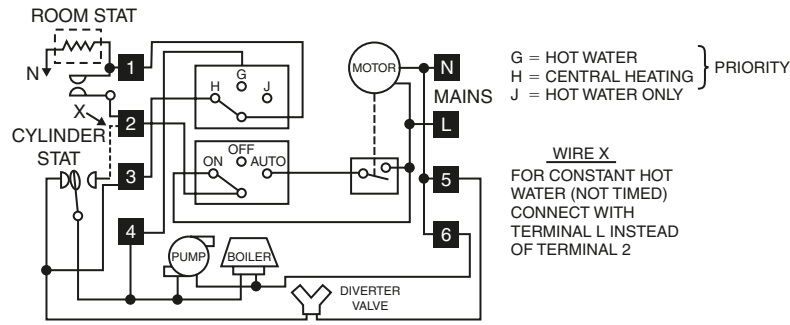 ROOM STAT
N
1
X
2
CYLINDER
STAT
3
4
G
H
J
OFF
ON
AUTO
PUMP
BOILER
MOTOR
N
MAINS
L
5
6
DIVERTER
VALVE
G = HOT WATER
H = CENTRAL HEATING
J = HOT WATER ONLY
PRIORITY
WIRE X
FOR CONSTANT HOT
WATER (NOT TIMED)
CONNECT WITH
TERMINAL L INSTEAD
OF TERMINAL 2